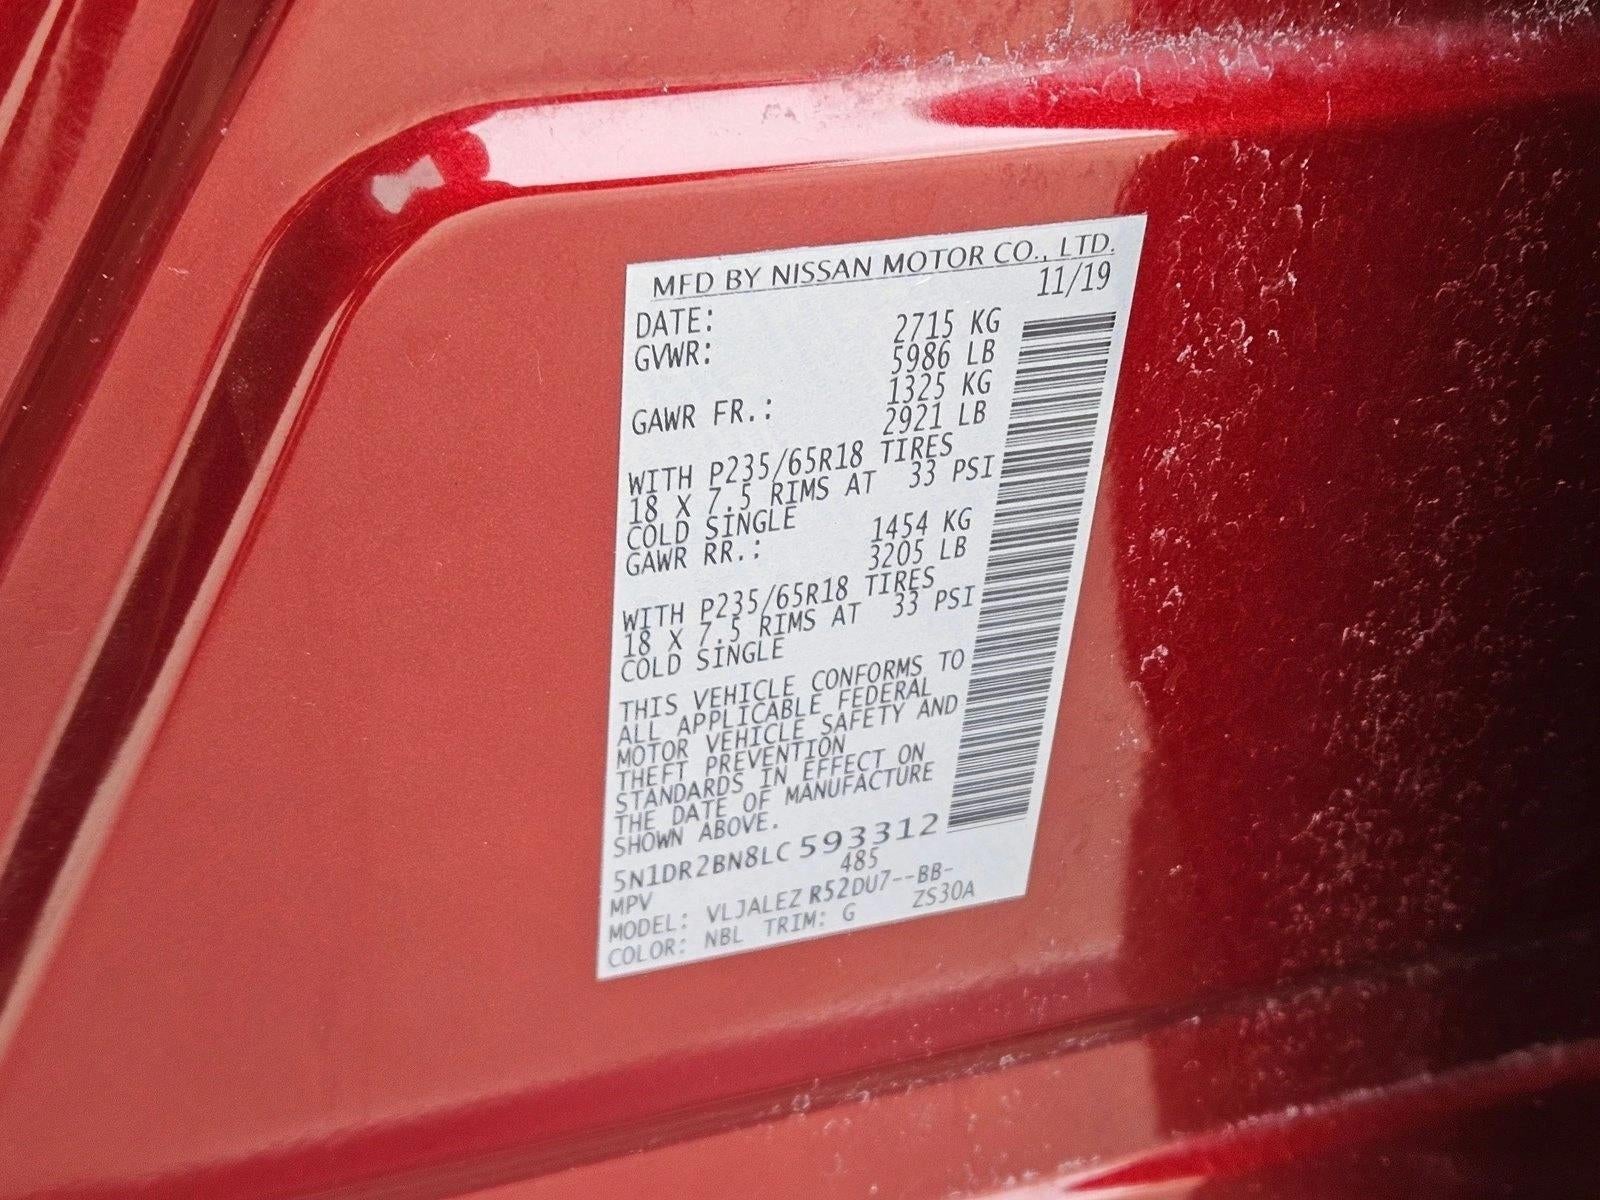 MFD BY NISSAN MOTOR CO., LTD.
DATE: 11/19
GVWR: 2715 KG
5986 LB
GAWR FR.: 1325 KG
2921 LB
WITH P235/65R18 TIRES
18 X 7.5 RIMS AT 33 PSI
COLD SINGLE
GAWR RR.: 1454 KG
3205 LB
WITH P235/65R18 TIRES
18 X 7.5 RIMS AT 33 PSI
COLD SINGLE
THIS VEHICLE CONFORMS TO
ALL APPLICABLE FEDERAL
MOTOR VEHICLE SAFETY AND
THEFT PREVENTION
STANDARDS IN EFFECT ON
THE DATE OF MANUFACTURE
SHOWN ABOVE.
5N1DR2BN8LC593312
MPV 485
MODEL: VLJALEZ R52DU7--BB-
COLOR: NBL TRIM: G ZS30A